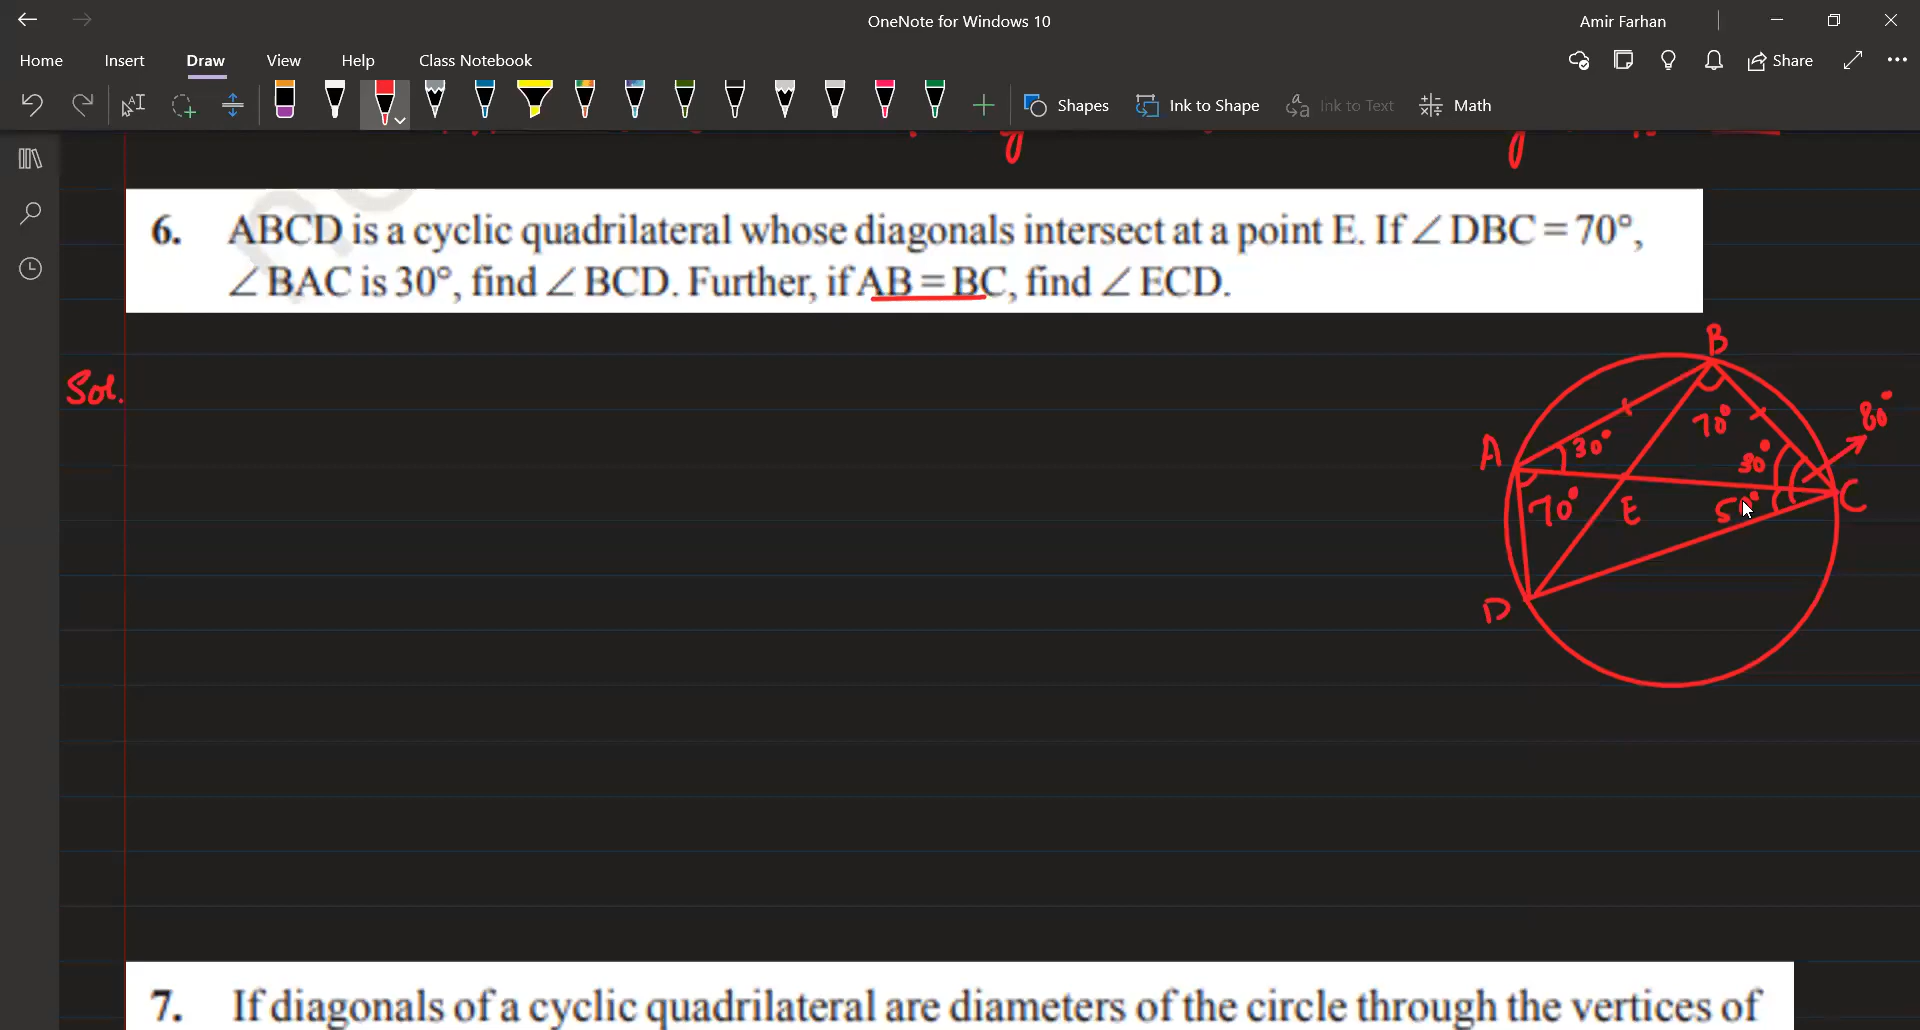 OneNote for Windows 10
Amir Farhan
Home Insert Draw View Help Class Notebook
Share
Shapes Ink to Shape Ink to Text Math
6. ABCD is a cyclic quadrilateral whose diagonals intersect at a point E. If ∠DBC = 70°,
∠BAC is 30°, find ∠BCD. Further, if AB = BC, find ∠ECD.
Sol.
B
80°
70°
A 30°
30°
C
70° E
D
7. If diagonals of a cyclic quadrilateral are diameters of the circle through the vertices of